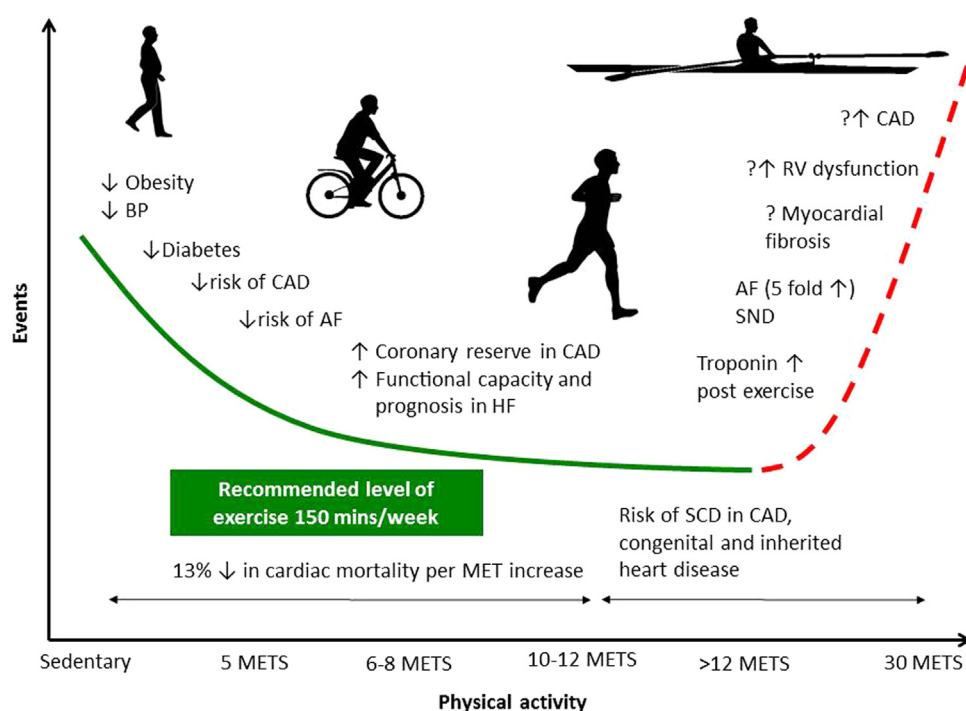 ?↑ CAD
?↑ RV dysfunction
? Myocardial
fibrosis
AF (5 fold ↑)
SND
Troponin ↑
post exercise
↓ Obesity
↓ BP
↓Diabetes
↓risk of CAD
↓risk of AF
↑ Coronary reserve in CAD
↑ Functional capacity and
prognosis in HF
Events
Recommended level of
exercise 150 mins/week
13% ↓ in cardiac mortality per MET increase
Risk of SCD in CAD,
congenital and inherited
heart disease
Sedentary
5 METS
6-8 METS
10-12 METS
>12 METS
30 METS
Physical activity